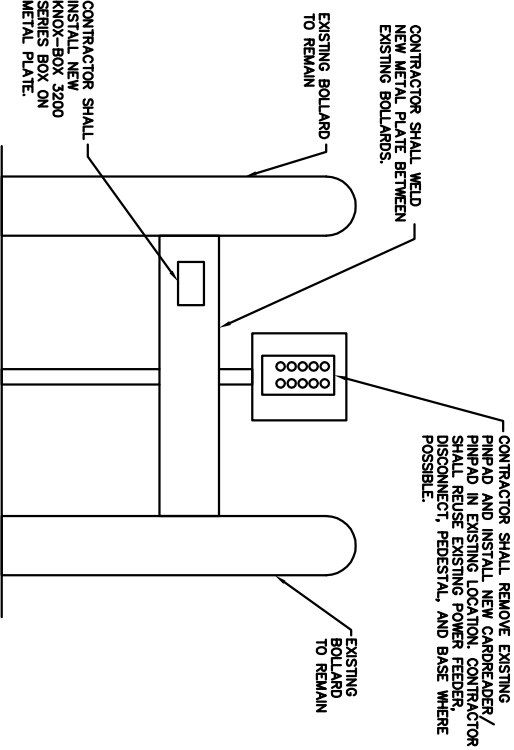 CONTRACTOR SHALL REMOVE EXISTING
PINPAD AND INSTALL NEW CARDREADER/
PINPAD IN EXISTING LOCATION. CONTRACTOR
SHALL REUSE EXISTING POWER FEEDER,
DISCONNECT, PEDESTAL, AND BASE WHERE
POSSIBLE.
CONTRACTOR SHALL WELD
NEW METAL PLATE BETWEEN
EXISTING BOLLARDS.
EXISTING BOLLARD
TO REMAIN
CONTRACTOR SHALL
INSTALL NEW
KNOX-BOX 3200
SERIES BOX ON
METAL PLATE.
EXISTING
BOLLARD
TO REMAIN